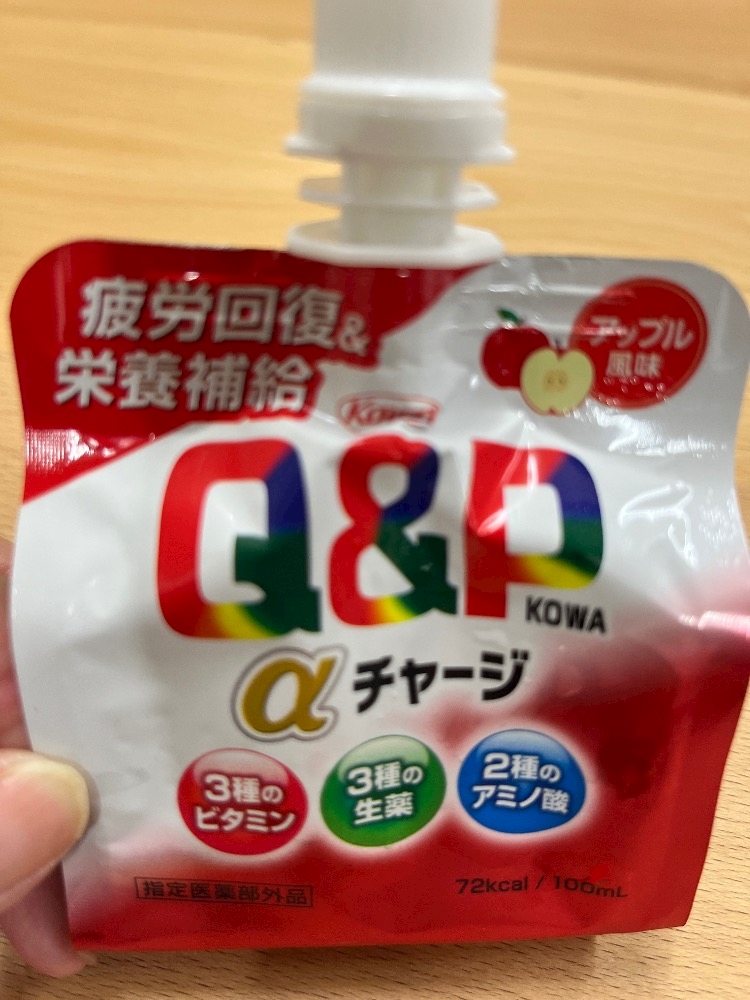 疲労回復&
栄養補給
アップル
風味
Kowa
Q&P
KOWA
αチャージ
3種の
ビタミン
3種の
生薬
2種の
アミノ酸
指定医薬部外品
72kcal / 100mL